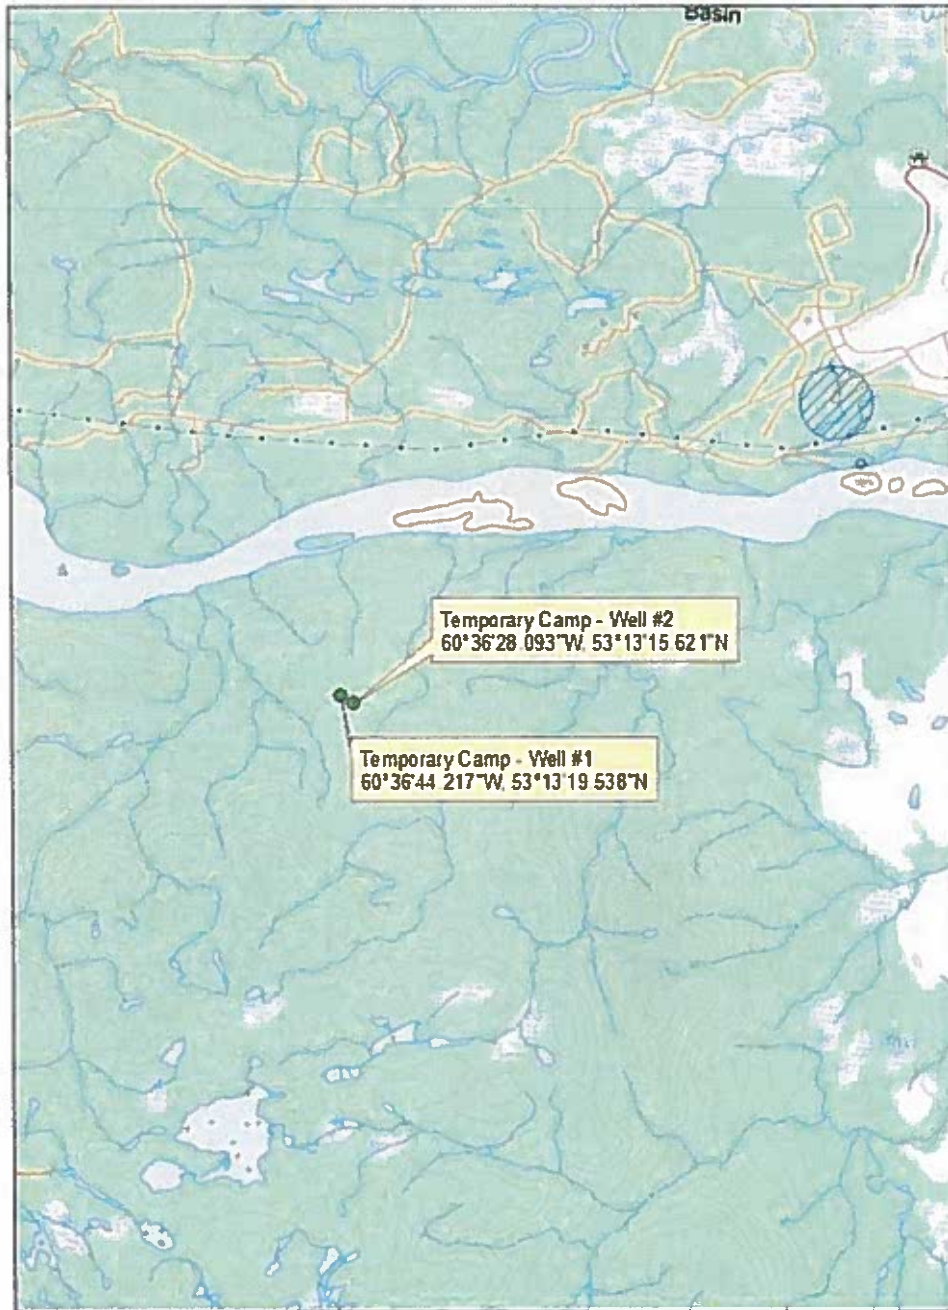 Basin
Temporary Camp - Well #2
60°36'28.093"W, 53°13'15.621"N
Temporary Camp - Well #1
60°36'44.217"W, 53°13'19.538"N